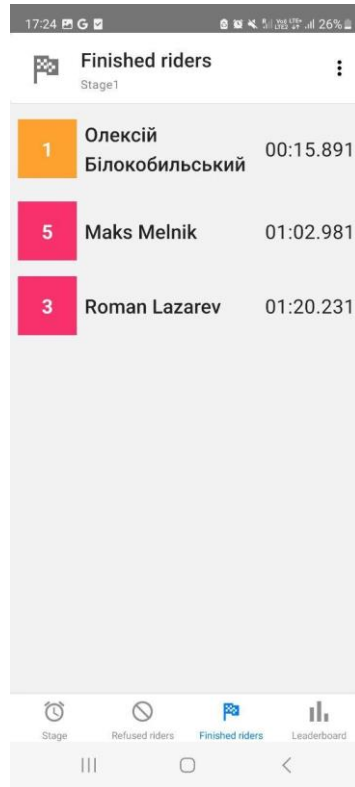 17:24 G 26%
Finished riders
Stage1
1 Олексій Білокобильський 00:15.891
5 Maks Melnik 01:02.981
3 Roman Lazarev 01:20.231
Stage Refused riders Finished riders Leaderboard